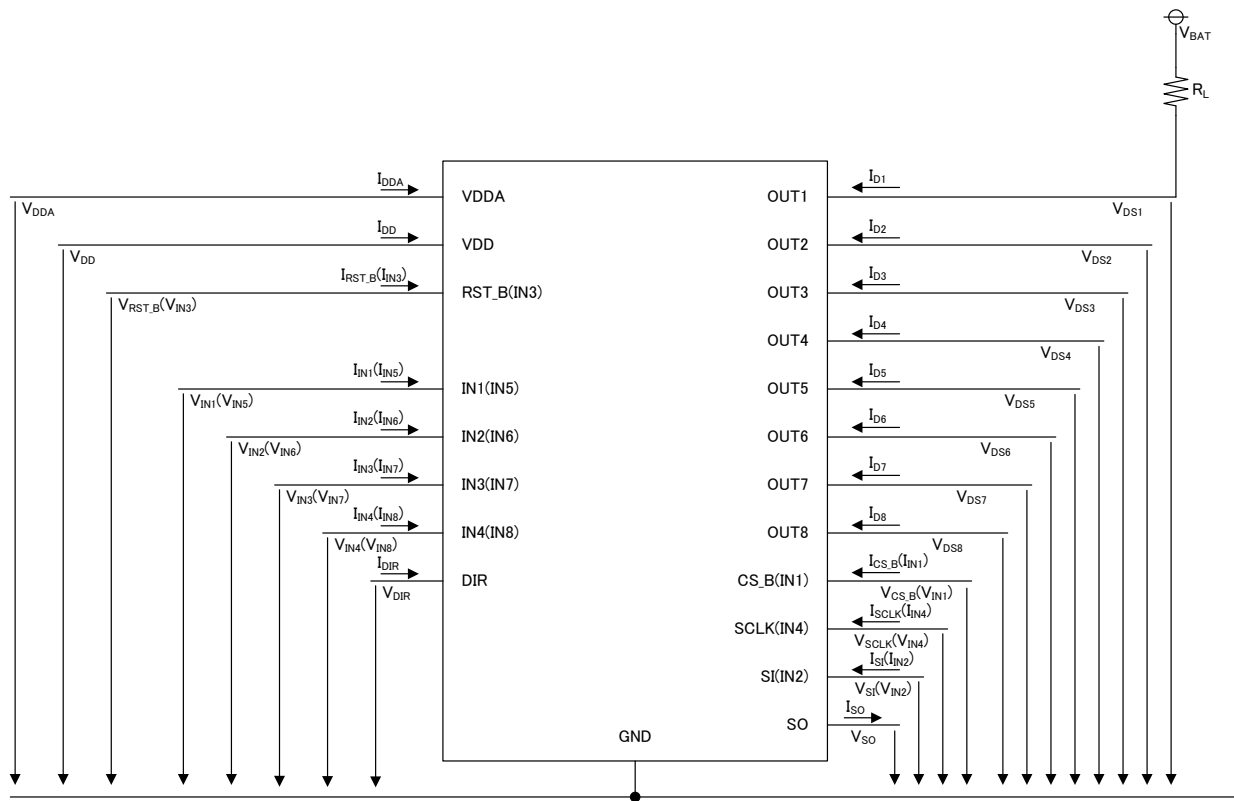 VBAT
RL
IDDA
VDDA
VDDA
IDD
VDD
VDD
IRST_B(IIN3)
VRST_B(VIN3)
RST_B(IN3)
IIN1(IIN5)
VIN1(VIN5)
IN1(IN5)
IIN2(IIN6)
VIN2(VIN6)
IN2(IN6)
IIN3(IIN7)
VIN3(VIN7)
IN3(IN7)
IIN4(IIN8)
VIN4(VIN8)
IN4(IN8)
IDIR
VDIR
DIR
GND
OUT1
ID1
VDS1
OUT2
ID2
VDS2
OUT3
ID3
VDS3
OUT4
ID4
VDS4
OUT5
ID5
VDS5
OUT6
ID6
VDS6
OUT7
ID7
VDS7
OUT8
ID8
VDS8
CS_B(IN1)
ICS_B(IIN1)
VCS_B(VIN1)
SCLK(IN4)
ISCLK(IIN4)
VSCLK(VIN4)
SI(IN2)
ISI(IIN2)
VSI(VIN2)
SO
ISO
VSO